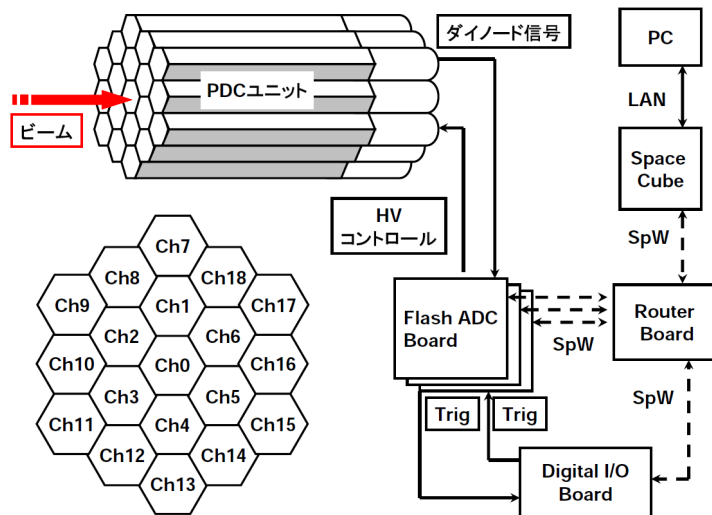 ダイノード信号
PDCユニット
ビーム
PC
LAN
Space
Cube
SpW
HV
コントロール
Flash ADC
Board
SpW
Router
Board
SpW
Trig
Trig
Digital I/O
Board
Ch7
Ch8
Ch18
Ch9
Ch1
Ch17
Ch2
Ch6
Ch10
Ch0
Ch16
Ch3
Ch5
Ch11
Ch4
Ch15
Ch12
Ch14
Ch13